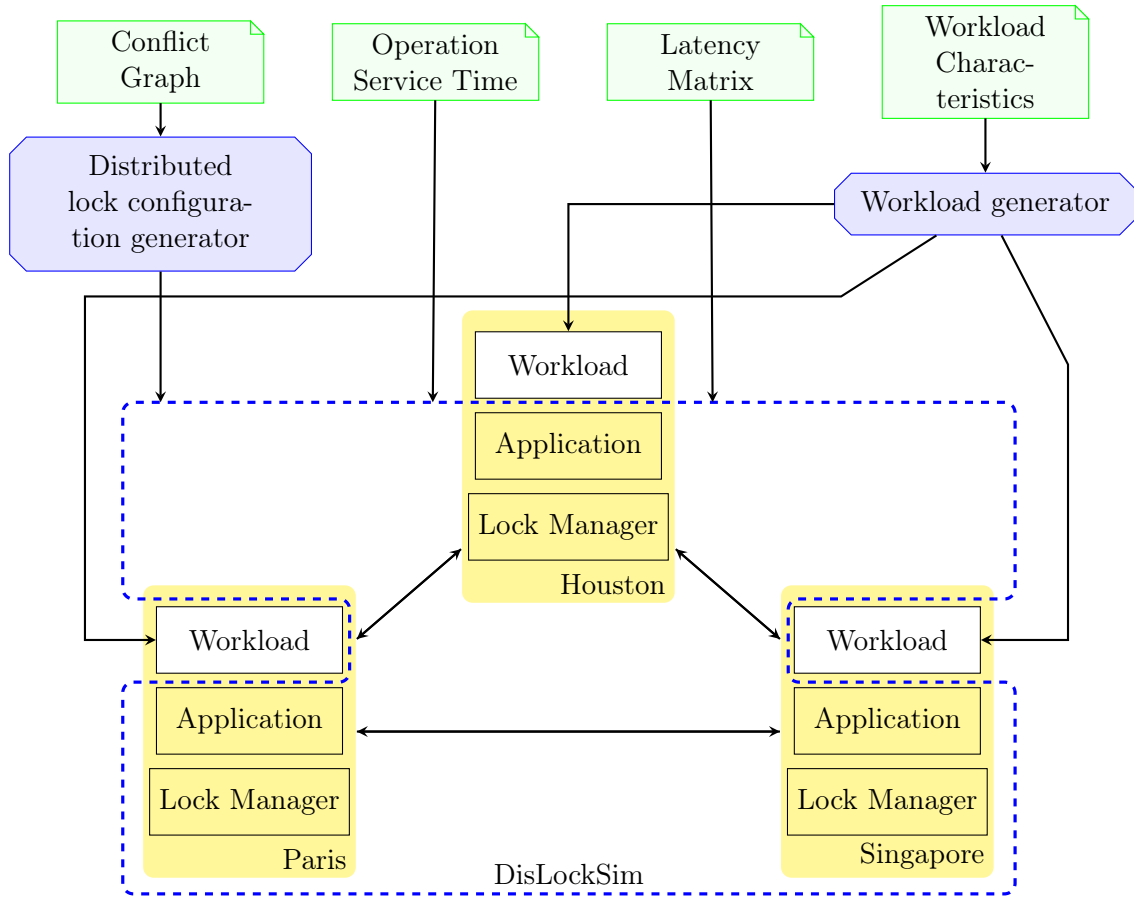 Conflict
Graph
Operation
Service Time
Latency
Matrix
Workload
Charac-
teristics
Distributed
lock configura-
tion generator
Workload generator
Workload
Application
Lock Manager
Houston
Workload
Application
Lock Manager
Paris
Workload
Application
Lock Manager
Singapore
DisLockSim